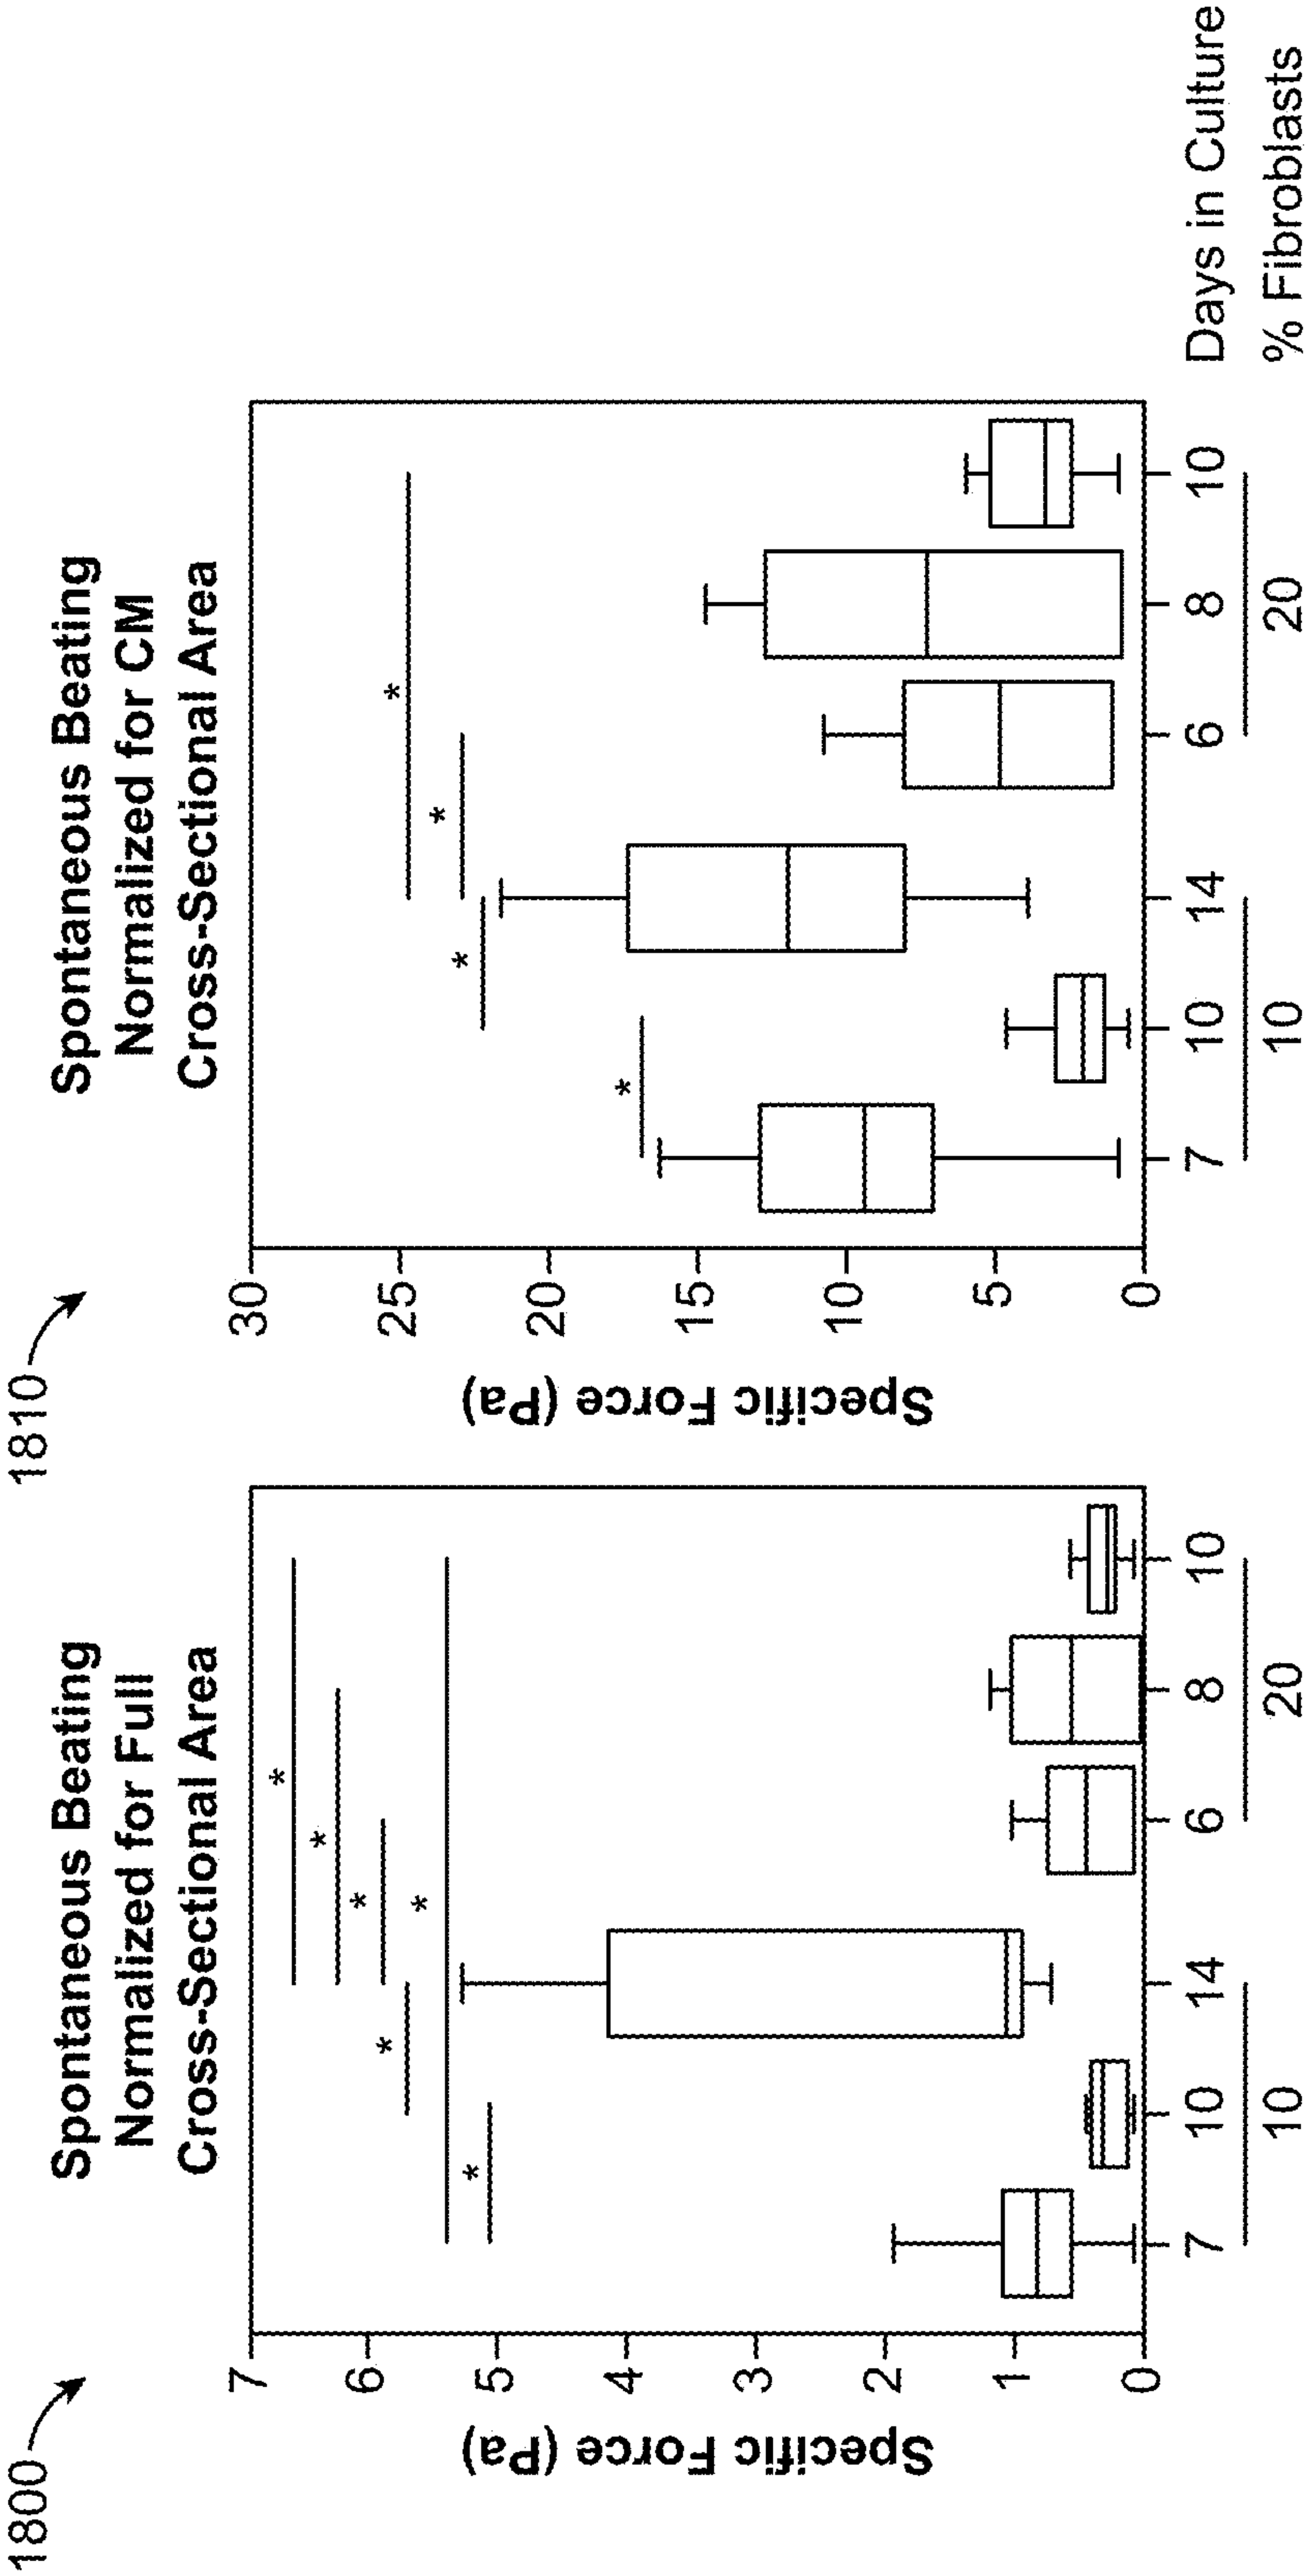 1800
Spontaneous Beating
Normalized for Full
Cross-Sectional Area
Specific Force (Pa)
7
6
5
4
3
2
1
0
*
*
*
*
*
*
7 10 14 6 8 10
10 20
1810
Spontaneous Beating
Normalized for CM
Cross-Sectional Area
Specific Force (Pa)
30
25
20
15
10
5
0
*
*
*
*
7 10 14 6 8 10 Days in Culture
10 20 % Fibroblasts